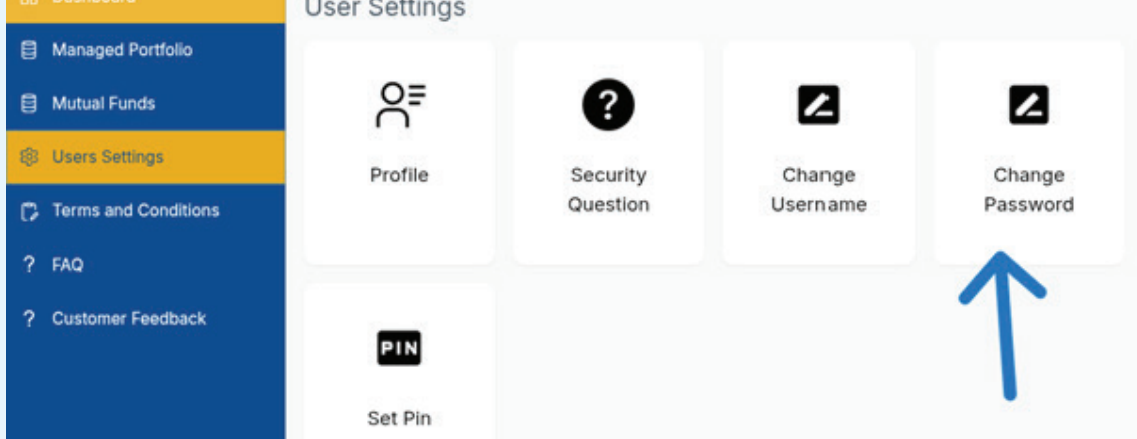 Dashboard
Managed Portfolio
Mutual Funds
Users Settings
Terms and Conditions
? FAQ
? Customer Feedback
User Settings
Profile
?
Security
Question
Change
Username
Change
Password
PIN
Set Pin